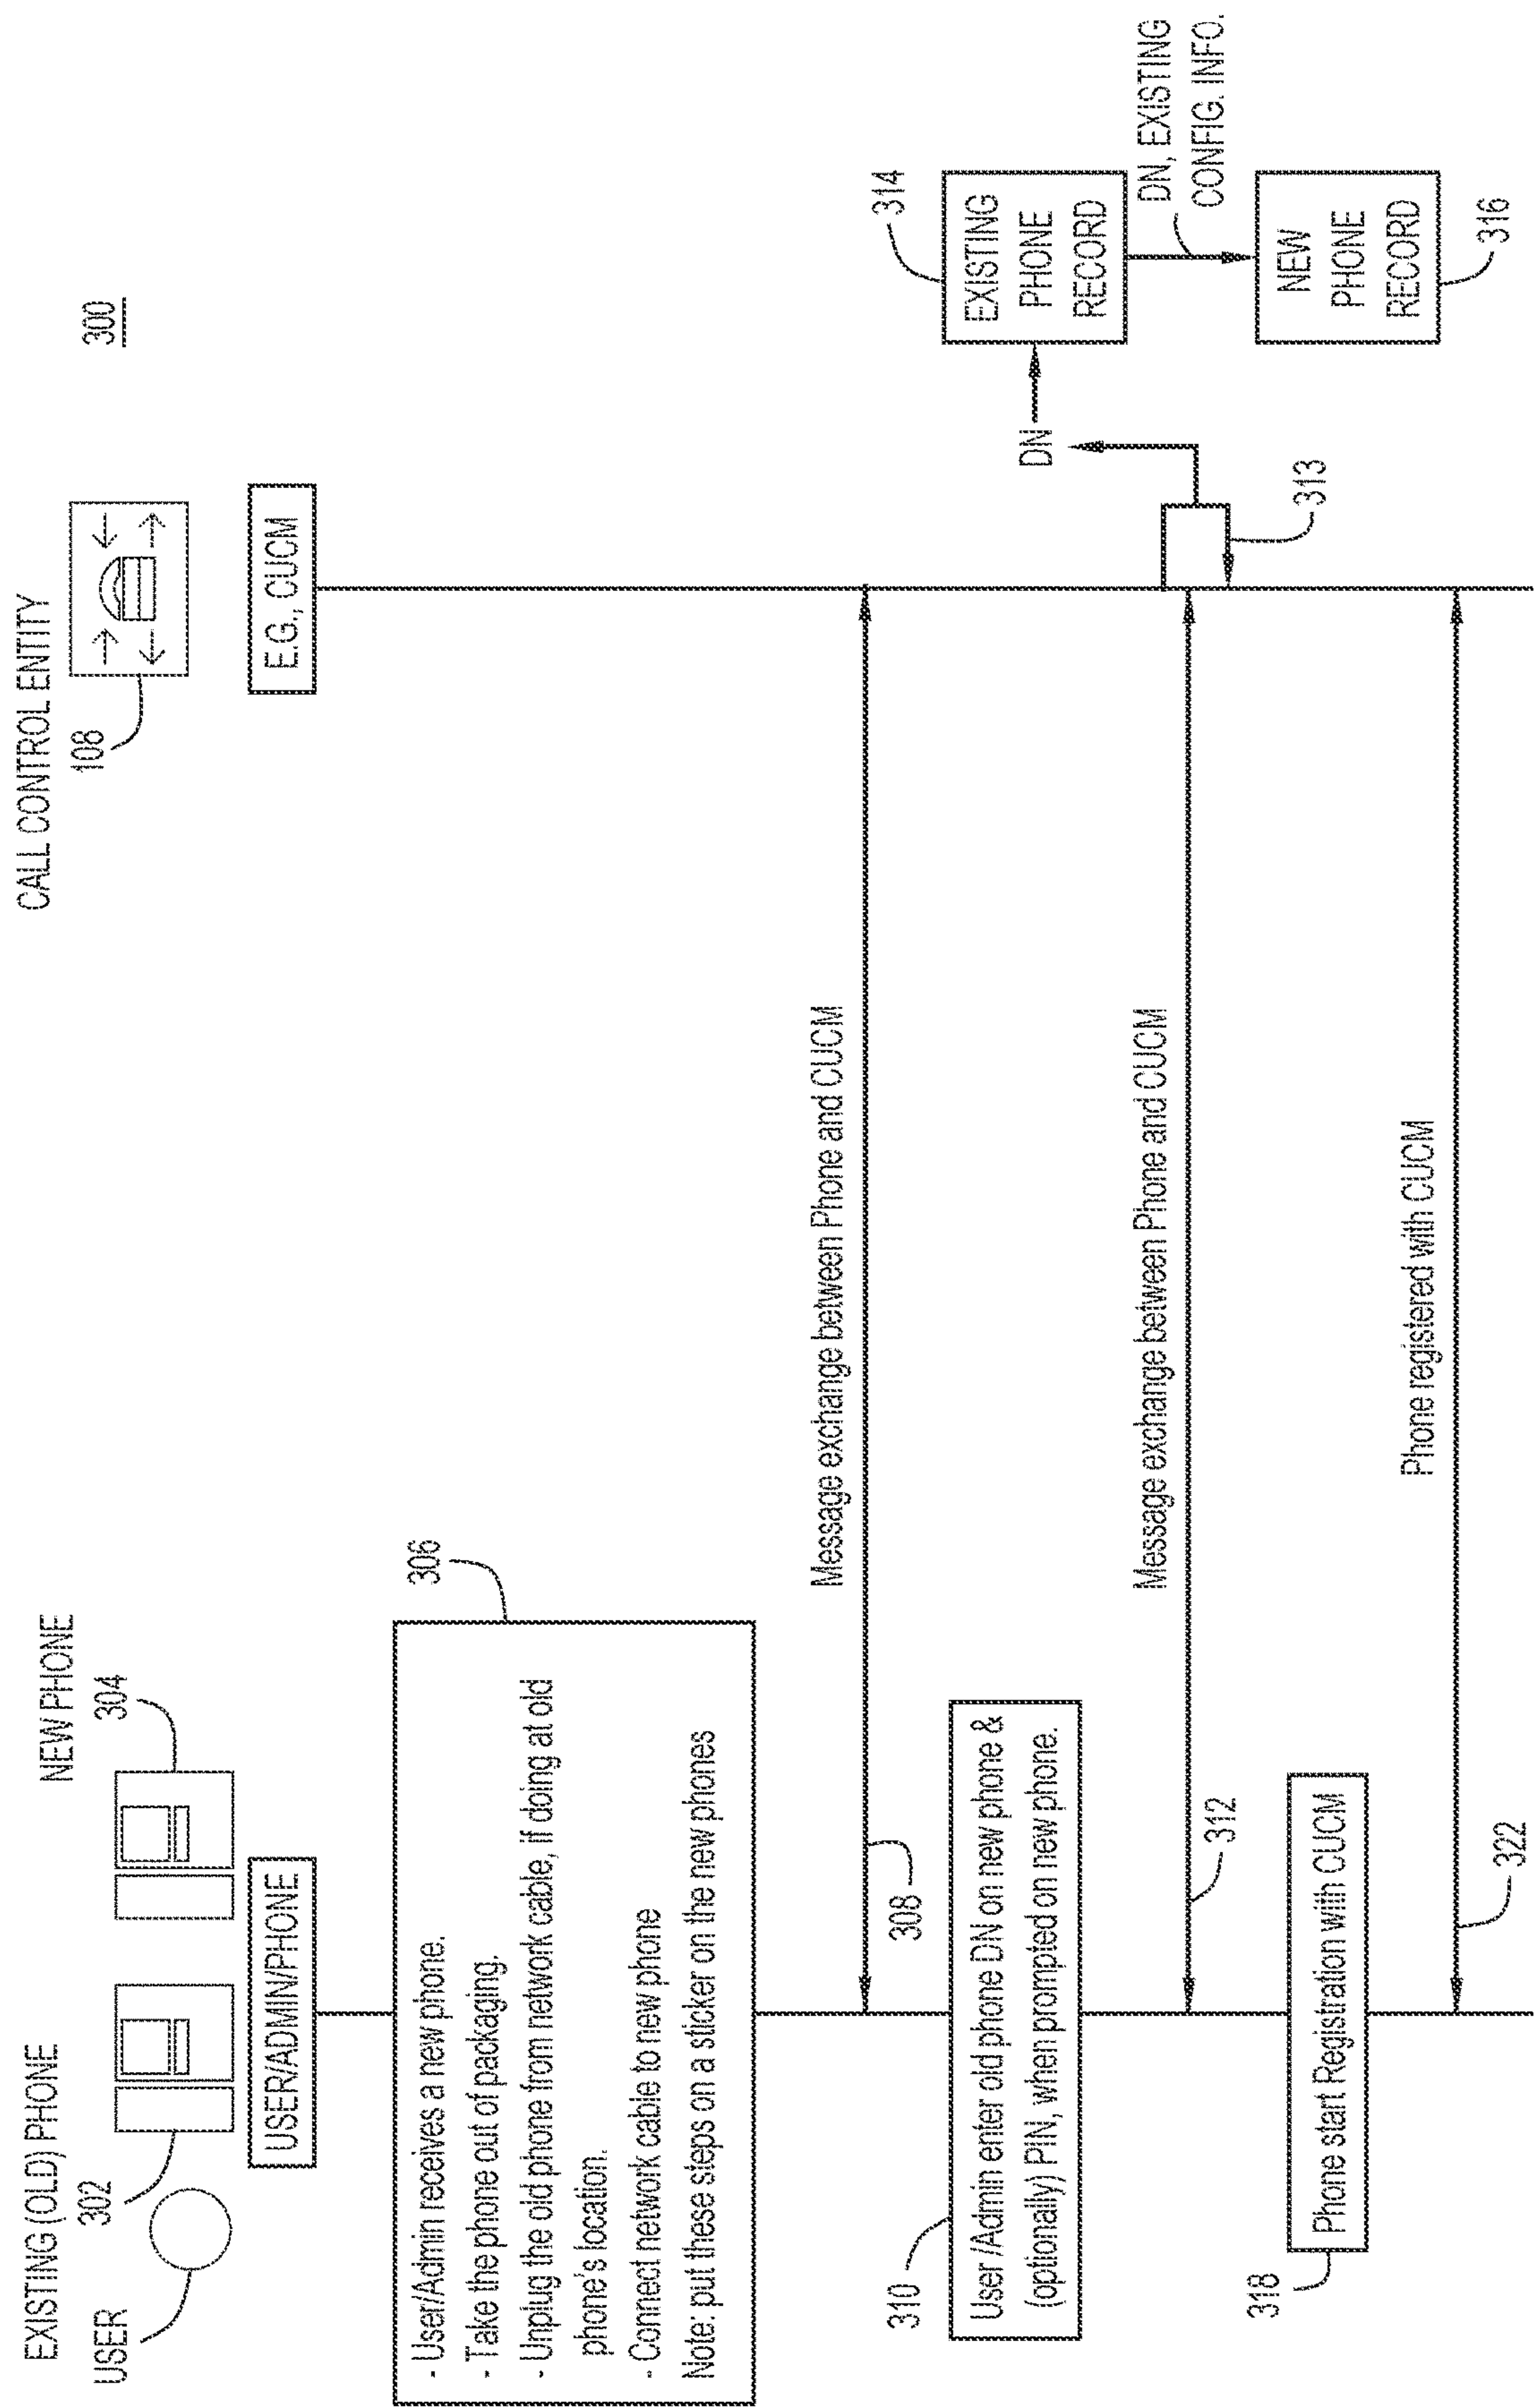 300
EXISTING (OLD) PHONE
NEW PHONE
CALL CONTROL ENTITY
USER
302
304
108
USER/ADMIN/PHONE
E.G., CUCM
306
- User/Admin receives a new phone.
- Take the phone out of packaging.
- Unplug the old phone from network cable, if doing at old
phone's location.
- Connect network cable to new phone
Note: put these steps on a sticker on the new phones
Message exchange between Phone and CUCM
308
310
User /Admin enter old phone DN on new phone &
(optionally) PIN, when prompted on new phone.
Message exchange between Phone and CUCM
312
313
DN
314
EXISTING
PHONE
RECORD
DN, EXISTING
CONFIG. INFO.
NEW
PHONE
RECORD
316
318
Phone start Registration with CUCM
Phone registered with CUCM
322